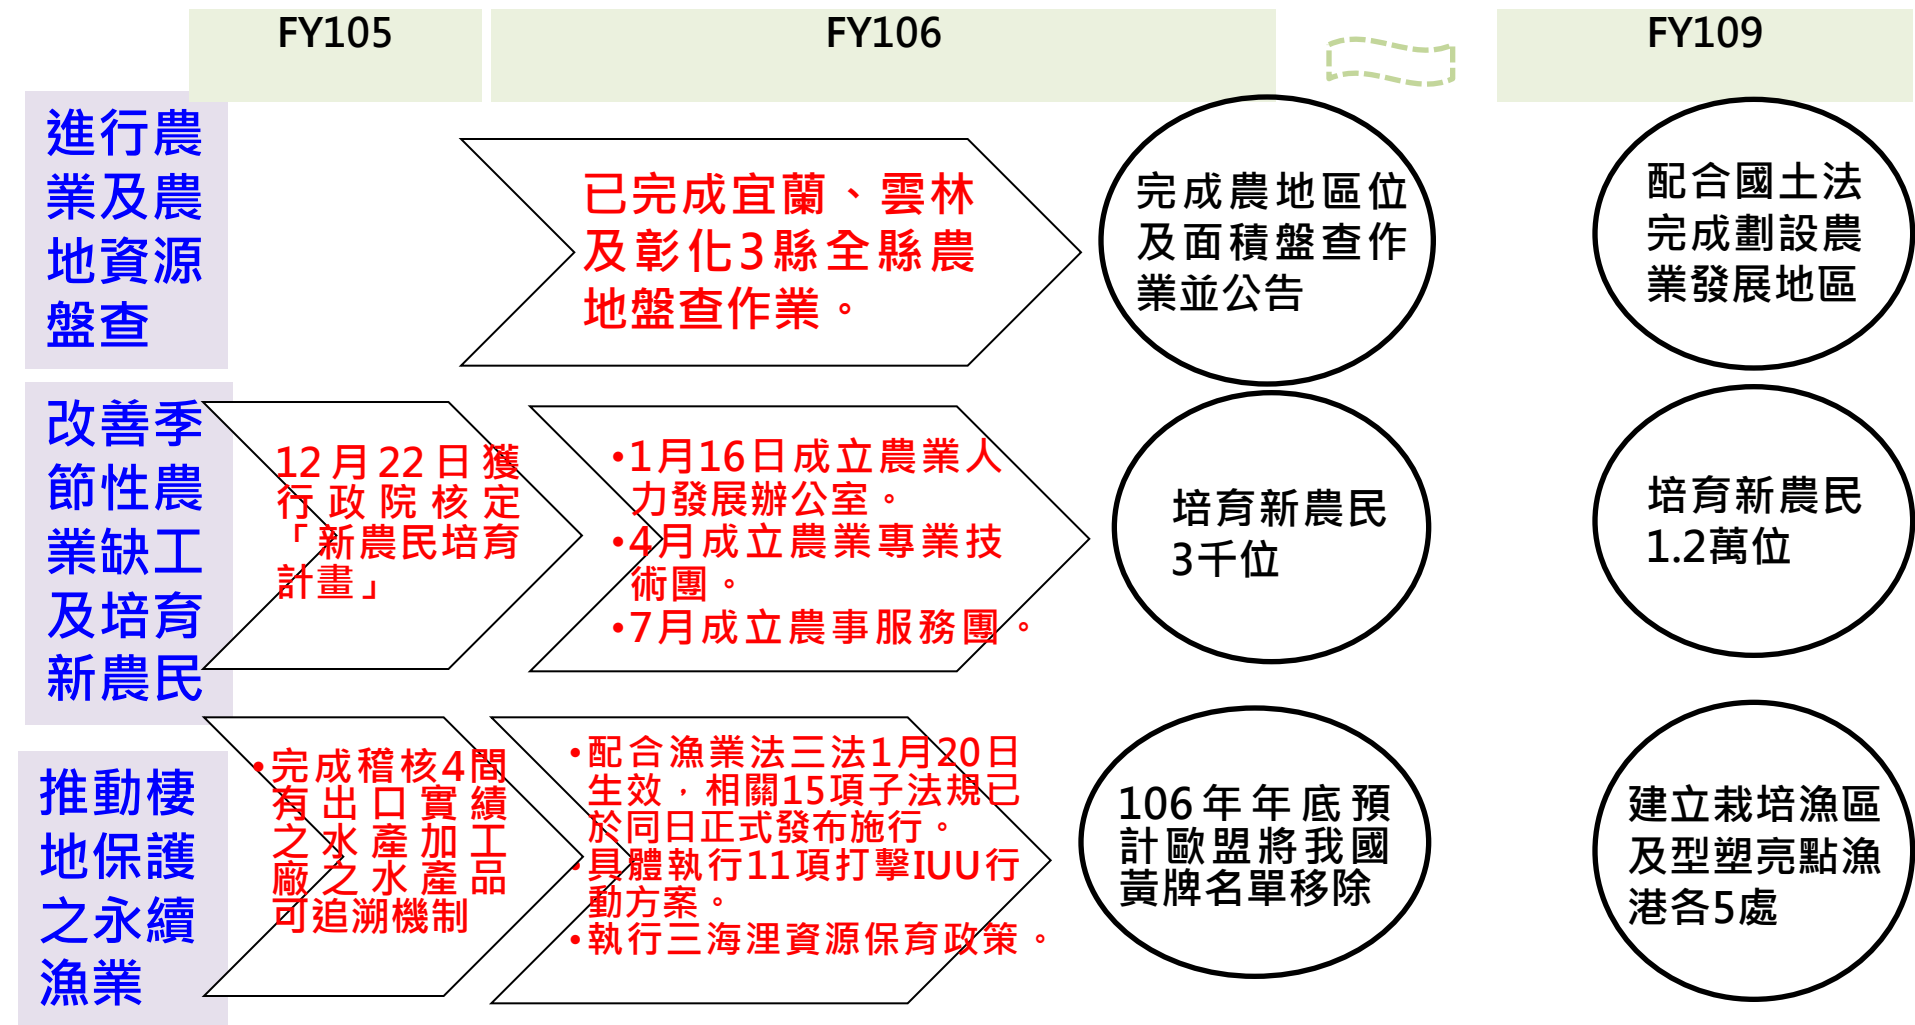 FY105
FY106
FY109
進行農
業及農
地資源
盤查
已完成宜蘭、雲林
及彰化3縣全縣農
地盤查作業。
完成農地區位
及面積盤查作
業並公告
配合國土法
完成劃設農
業發展地區
改善季
節性農
業缺工
及培育
新農民
12月22日獲
行政院核定
「新農民培育
計畫」
•1月16日成立農業人
力發展辦公室。
•4月成立農業專業技
術團。
•7月成立農事服務團。
培育新農民
3千位
培育新農民
1.2萬位
推動棲
地保護
之永續
漁業
•完成稽核4間
有出口實績
之水產加工
廠之水產品
可追溯機制
•配合漁業法三法1月20日
生效，相關15項子法規已
於同日正式發布施行。
•具體執行11項打擊IUU行
動方案。
•執行三海浬資源保育政策。
106年年底預
計歐盟將我國
黃牌名單移除
建立栽培漁區
及型塑亮點漁
港各5處